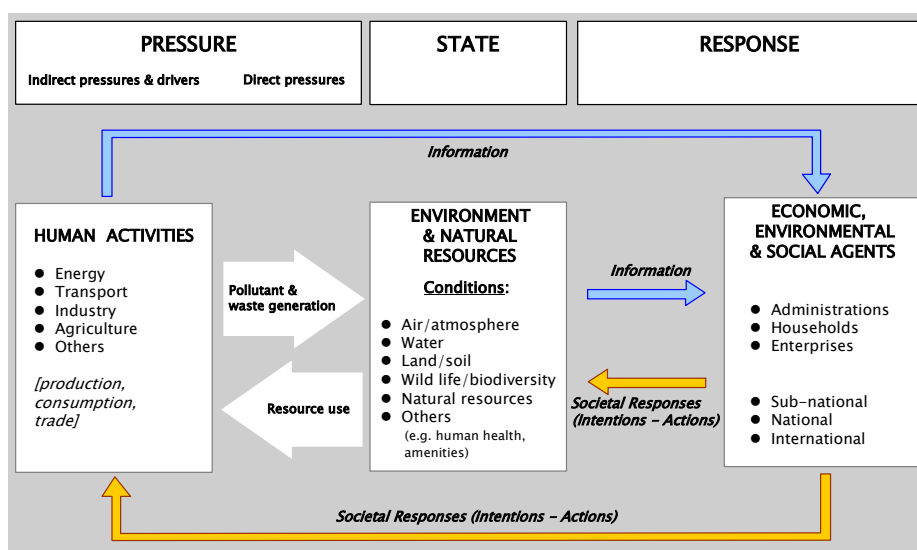 PRESSURE
Indirect pressures & drivers
Direct pressures
STATE
RESPONSE
Information
HUMAN ACTIVITIES
● Energy
● Transport
● Industry
● Agriculture
● Others
[production,
consumption,
trade]
Pollutant &
waste generation
Resource use
ENVIRONMENT
& NATURAL
RESOURCES
Conditions:
● Air/atmosphere
● Water
● Land/soil
● Wild life/biodiversity
● Natural resources
● Others
(e.g. human health,
amenities)
Information
Societal Responses
(Intentions – Actions)
ECONOMIC,
ENVIRONMENTAL
& SOCIAL AGENTS
● Administrations
● Households
● Enterprises
● Sub-national
● National
● International
Societal Responses (Intentions – Actions)